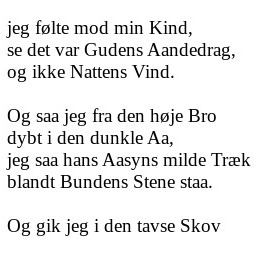 jeg følte mod min Kind,
se det var Gudens Aandedrag,
og ikke Nattens Vind.

Og saa jeg fra den høje Bro
dybt i den dunkle Aa,
jeg saa hans Aasyns milde Træk
blandt Bundens Stene staa.

Og gik jeg i den tavse Skov